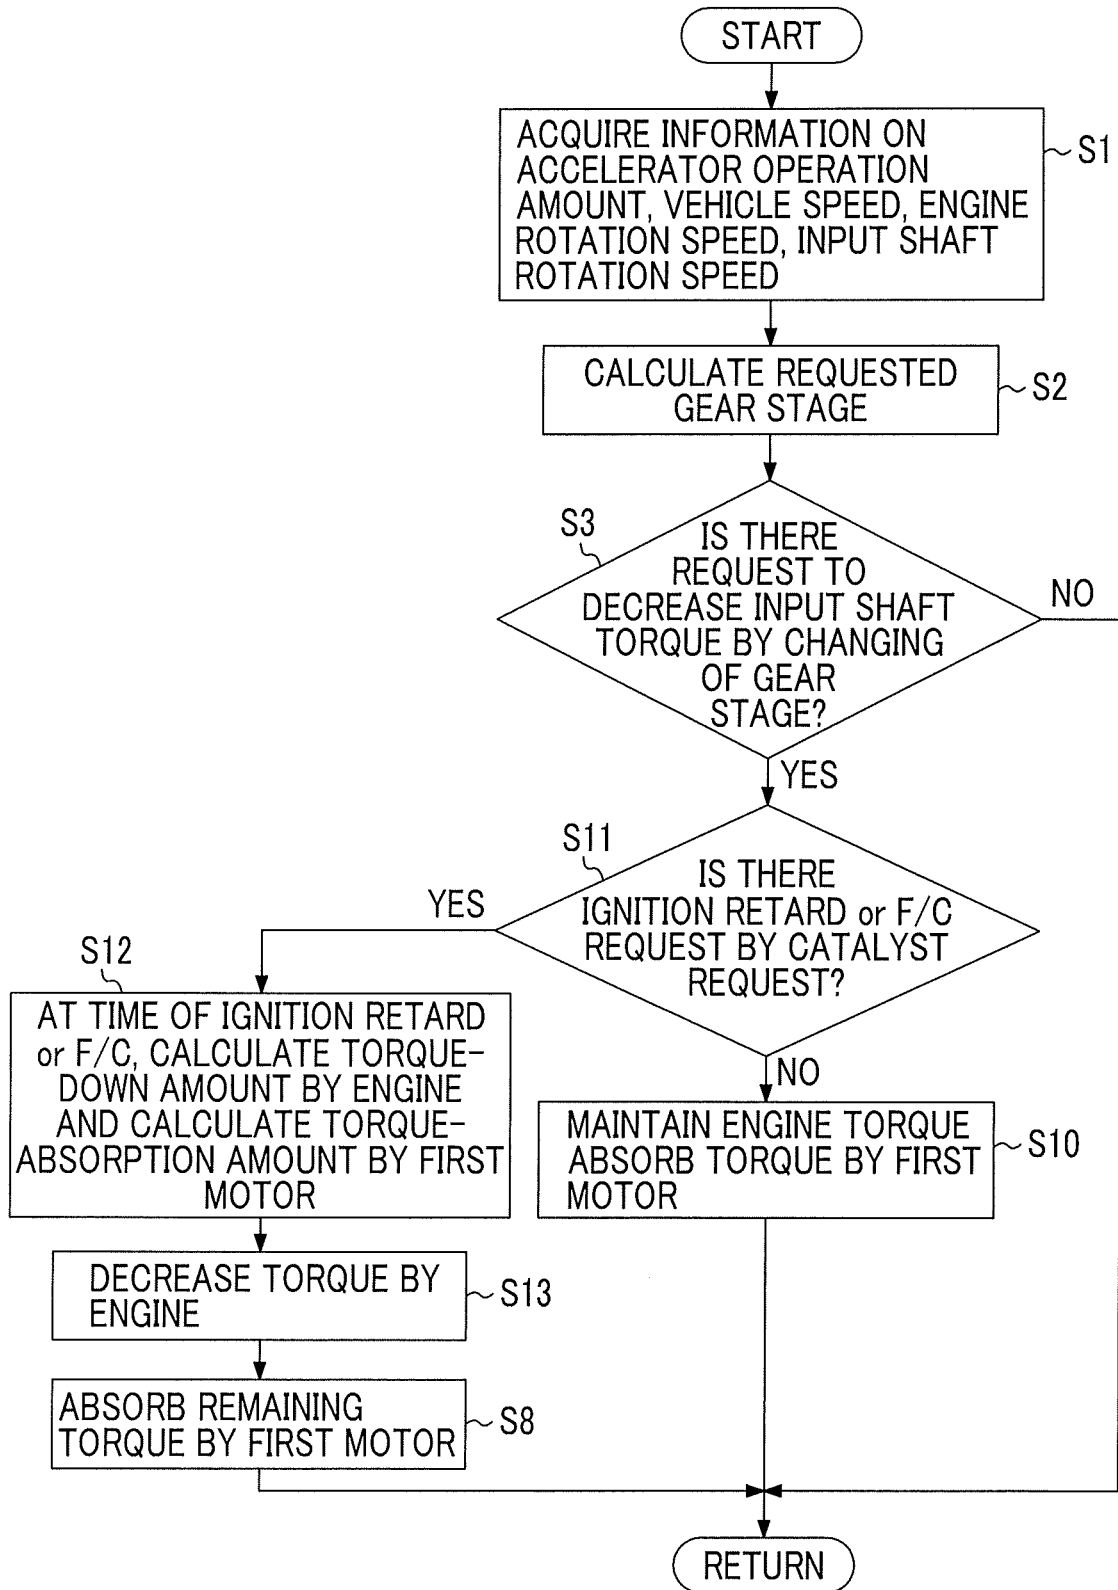 START
ACQUIRE INFORMATION ON
ACCELERATOR OPERATION
AMOUNT, VEHICLE SPEED, ENGINE
ROTATION SPEED, INPUT SHAFT
ROTATION SPEED
S1
CALCULATE REQUESTED
GEAR STAGE
S2
S3
IS THERE
REQUEST TO
DECREASE INPUT SHAFT
TORQUE BY CHANGING
OF GEAR
STAGE?
NO
YES
S11
IS THERE
IGNITION RETARD or F/C
REQUEST BY CATALYST
REQUEST?
YES
NO
S12
AT TIME OF IGNITION RETARD
or F/C, CALCULATE TORQUE-
DOWN AMOUNT BY ENGINE
AND CALCULATE TORQUE-
ABSORPTION AMOUNT BY FIRST
MOTOR
MAINTAIN ENGINE TORQUE
ABSORB TORQUE BY FIRST
MOTOR
S10
DECREASE TORQUE BY
ENGINE
S13
ABSORB REMAINING
TORQUE BY FIRST MOTOR
S8
RETURN